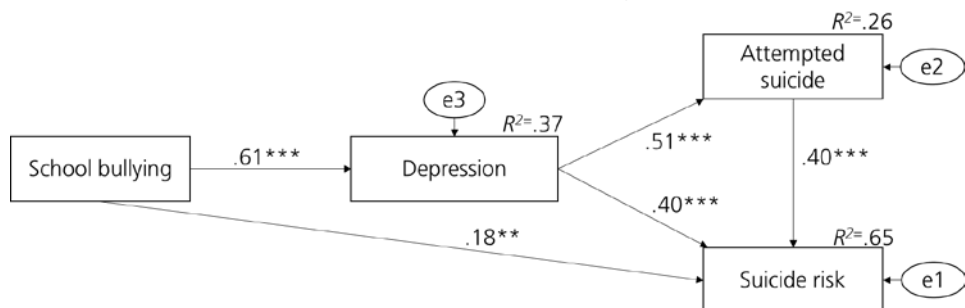 R²=.26
Attempted
suicide
e2
e3
R²=.37
School bullying
.61***
Depression
.51***
.40***
.40***
.18**
R²=.65
Suicide risk
e1